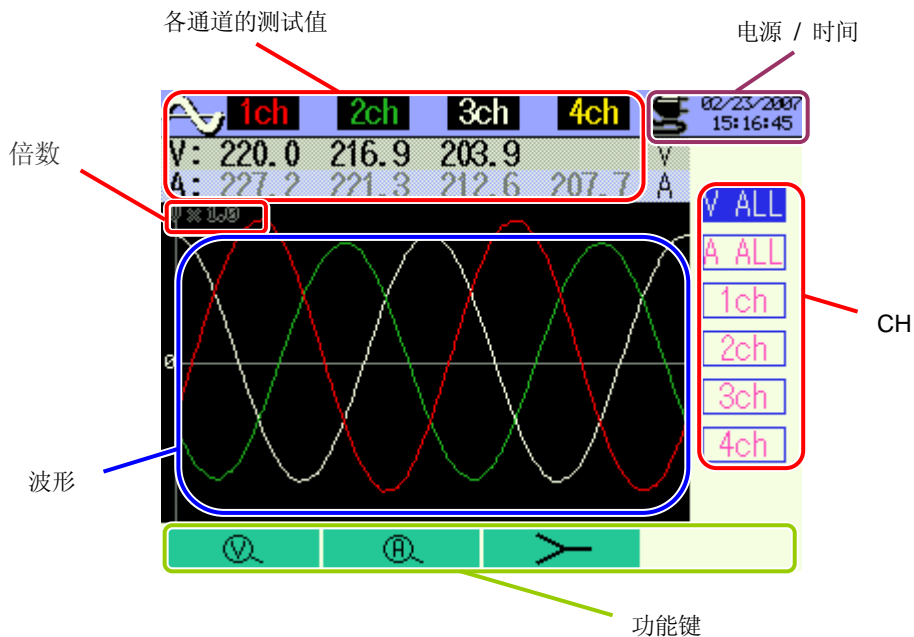 各通道的测试值
电源 / 时间
1ch 2ch 3ch 4ch
02/23/2007
15:16:45
倍数
V: 220.0 216.9 203.9 V
A: 227.2 221.3 212.6 207.7 A
V×1.0
V ALL
A ALL
1ch
2ch
3ch
4ch
CH
0
波形
V
A
功能键